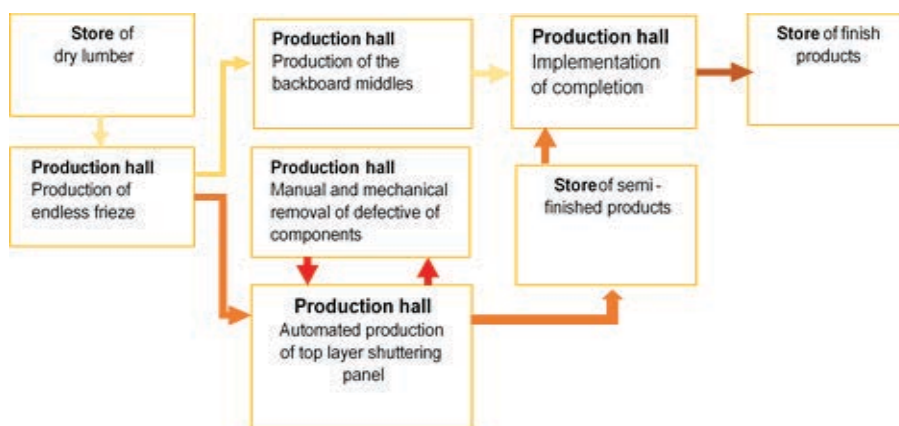 Store of
dry lumber
Production hall
Production of the
backboard middles
Production hall
Implementation
of completion
Store of finish
products
Production hall
Production of
endless frieze
Production hall
Manual and mechanical
removal of defective of
components
Store of semi-
finished products
Production hall
Automated production
of top layer shuttering
panel